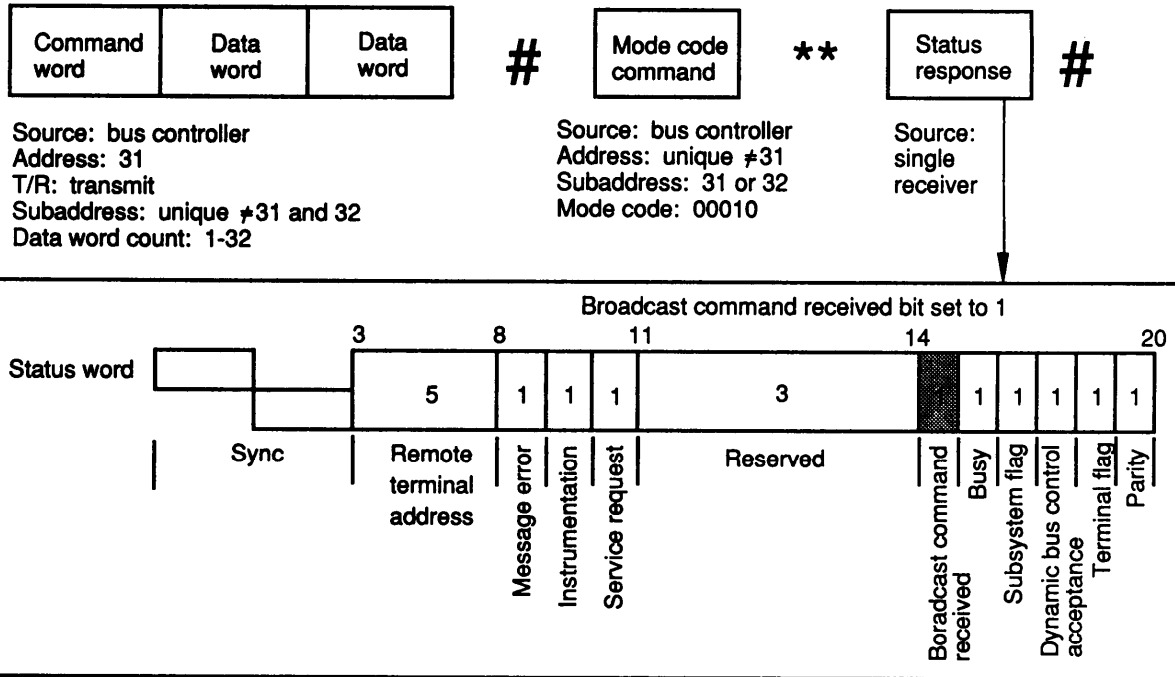 Command word
Data word
Data word
#
Mode code command
**
Status response
#
Source: bus controller
Address: 31
T/R: transmit
Subaddress: unique ≠31 and 32
Data word count: 1-32
Source: bus controller
Address: unique ≠31
Subaddress: 31 or 32
Mode code: 00010
Source:
single
receiver
Broadcast command received bit set to 1
3 8 11 14 20
Status word
5 1 1 1 3 1 1 1 1 1 1
Sync
Remote
terminal
address
Message error
Instrumentation
Service request
Reserved
Boradcast command
received
Busy
Subsystem flag
Dynamic bus control
acceptance
Terminal flag
Parity